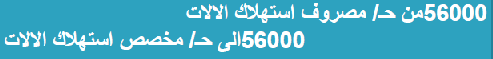 56000من حـ/ مصروف استهلاك الالات
56000الى حـ/ مخصص استهلاك الالات